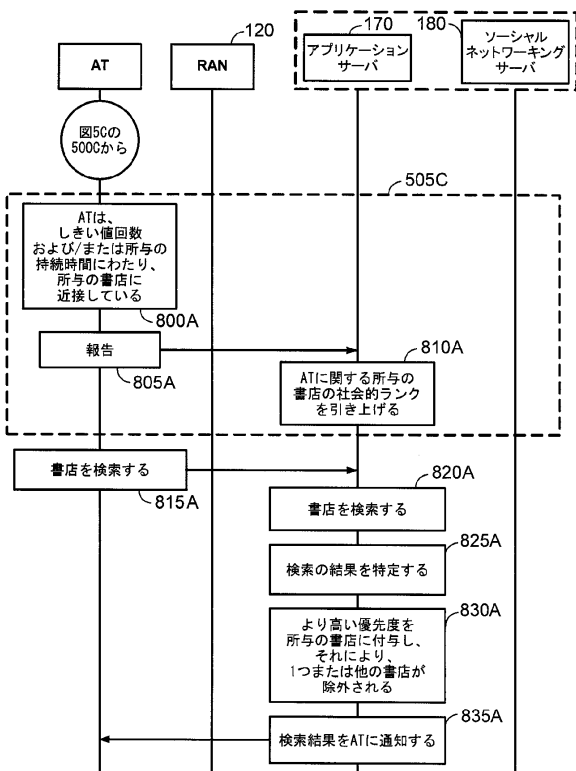 120
170
180
AT
RAN
アプリケーション
サーバ
ソーシャル
ネットワーキング
サーバ
図5Cの
500Cから
505C
ATは、
しきい値回数
および/または所与の
持続時間にわたり、
所与の書店に
近接している
800A
報告
805A
810A
ATに関する所与の
書店の社会的ランク
を引き上げる
書店を検索する
815A
820A
書店を検索する
825A
検索の結果を特定する
830A
より高い優先度を
所与の書店に付与し、
それにより、
1つまたは他の書店が
除外される
835A
検索結果をATに通知する